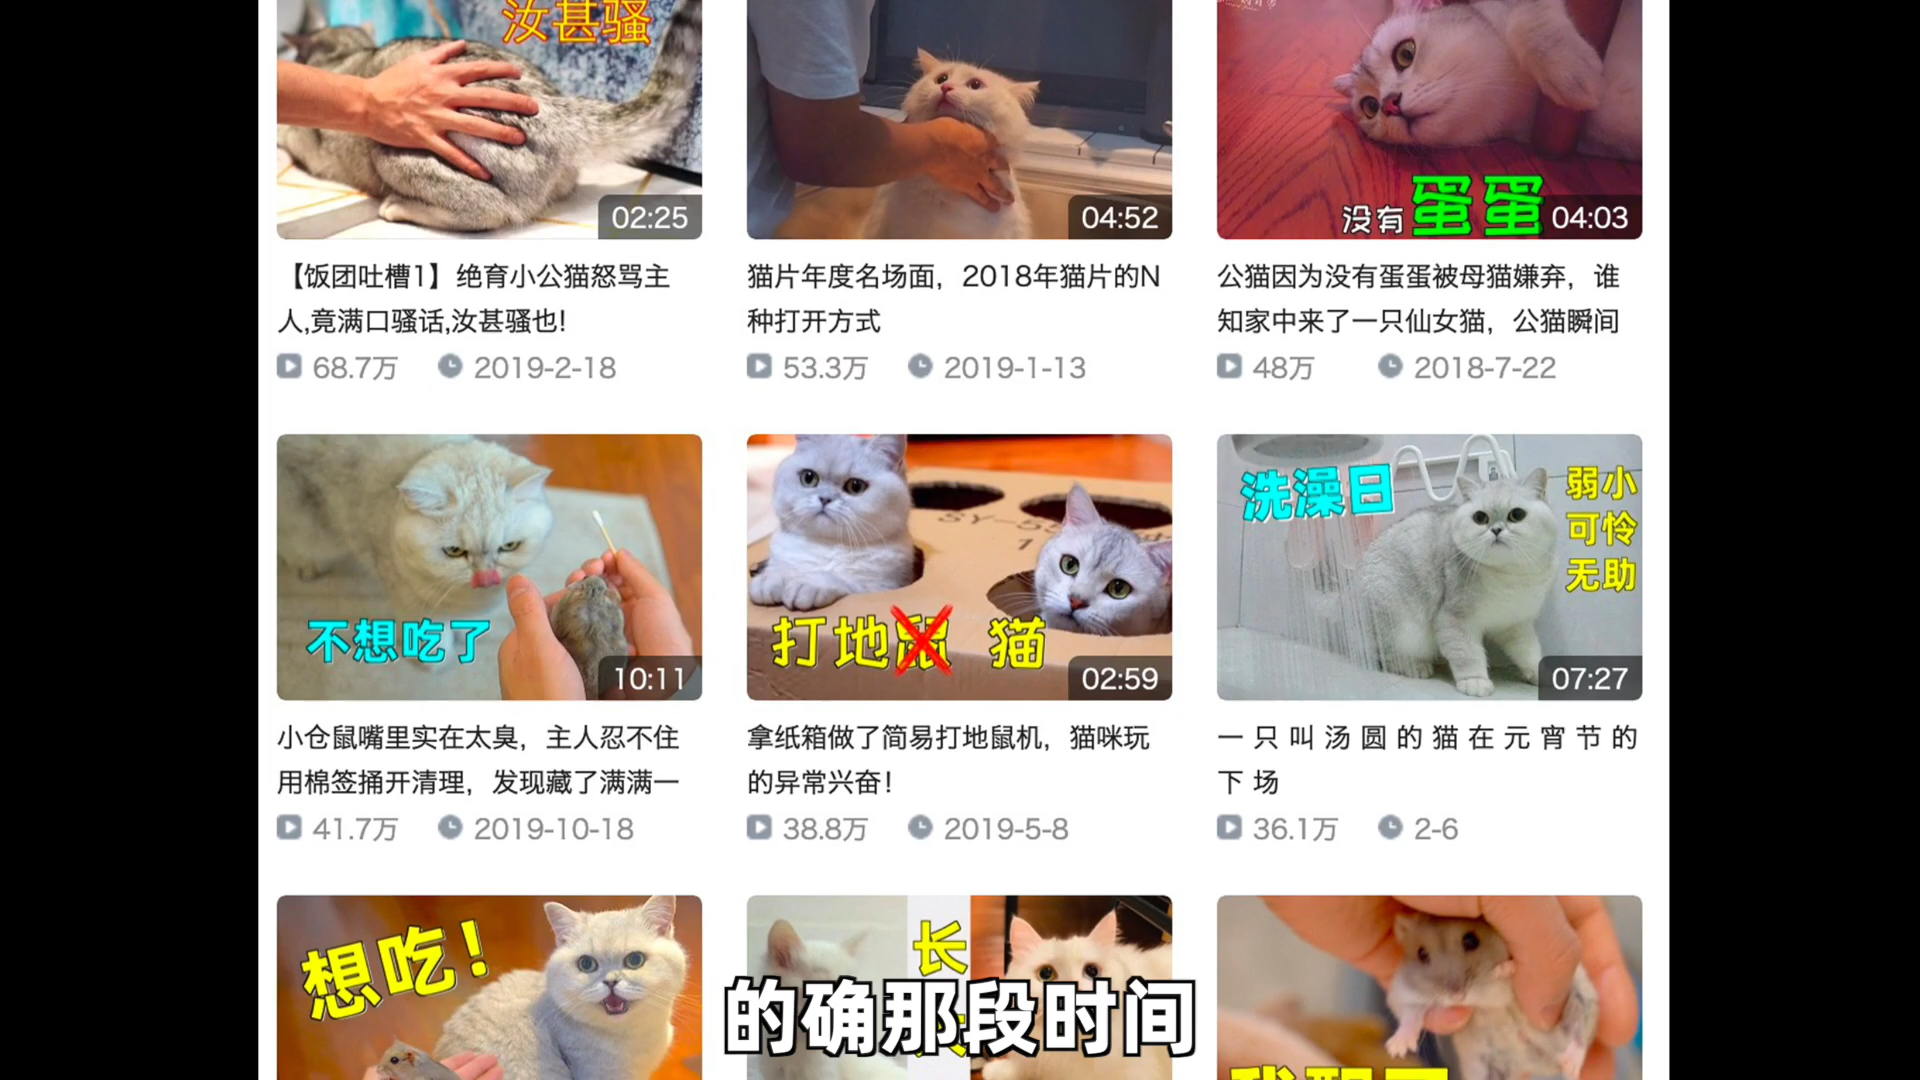 汝甚骚
02:25
04:52
没有蛋蛋
04:03
【饭团吐槽1】绝育小公猫怒骂主
人,竟满口骚话,汝甚骚也!
68.7万 2019-2-18
猫片年度名场面，2018年猫片的N
种打开方式
53.3万 2019-1-13
公猫因为没有蛋蛋被母猫嫌弃，谁
知家中来了一只仙女猫，公猫瞬间
48万 2018-7-22
不想吃了
10:11
SY-55
打地鼠 猫
02:59
洗澡日
弱小
可怜
无助
07:27
小仓鼠嘴里实在太臭，主人忍不住
用棉签捅开清理，发现藏了满满一
41.7万 2019-10-18
拿纸箱做了简易打地鼠机，猫咪玩
的异常兴奋！
38.8万 2019-5-8
一只叫汤圆的猫在元宵节的
下场
36.1万 2-6
想吃！
长
的确那段时间